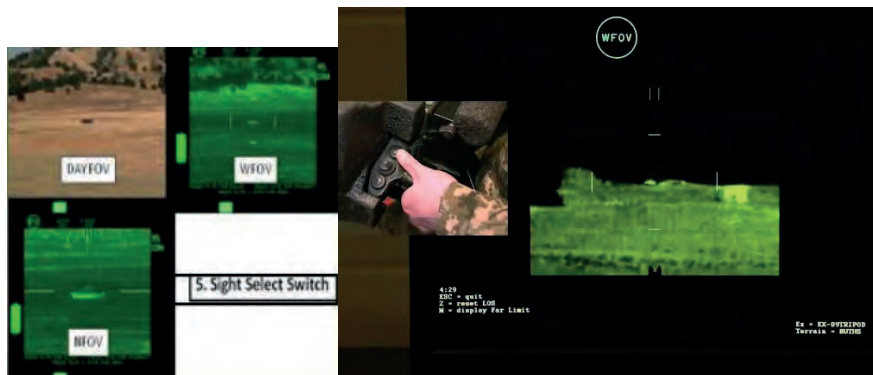 DAYFOV
WFOV
NFOV
5. Sight Select Switch
WFOV
4:29
ESC = quit
Z = reset LOS
N = display Far Limit
Ex = EX-09TRIPOD
Terrain = RUTHS